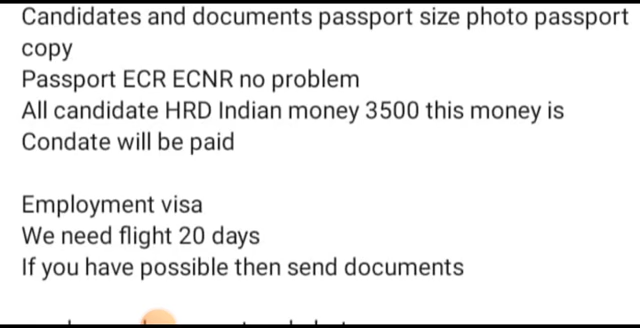 Candidates and documents passport size photo passport
copy
Passport ECR ECNR no problem
All candidate HRD Indian money 3500 this money is
Condate will be paid
Employment visa
We need flight 20 days
If you have possible then send documents